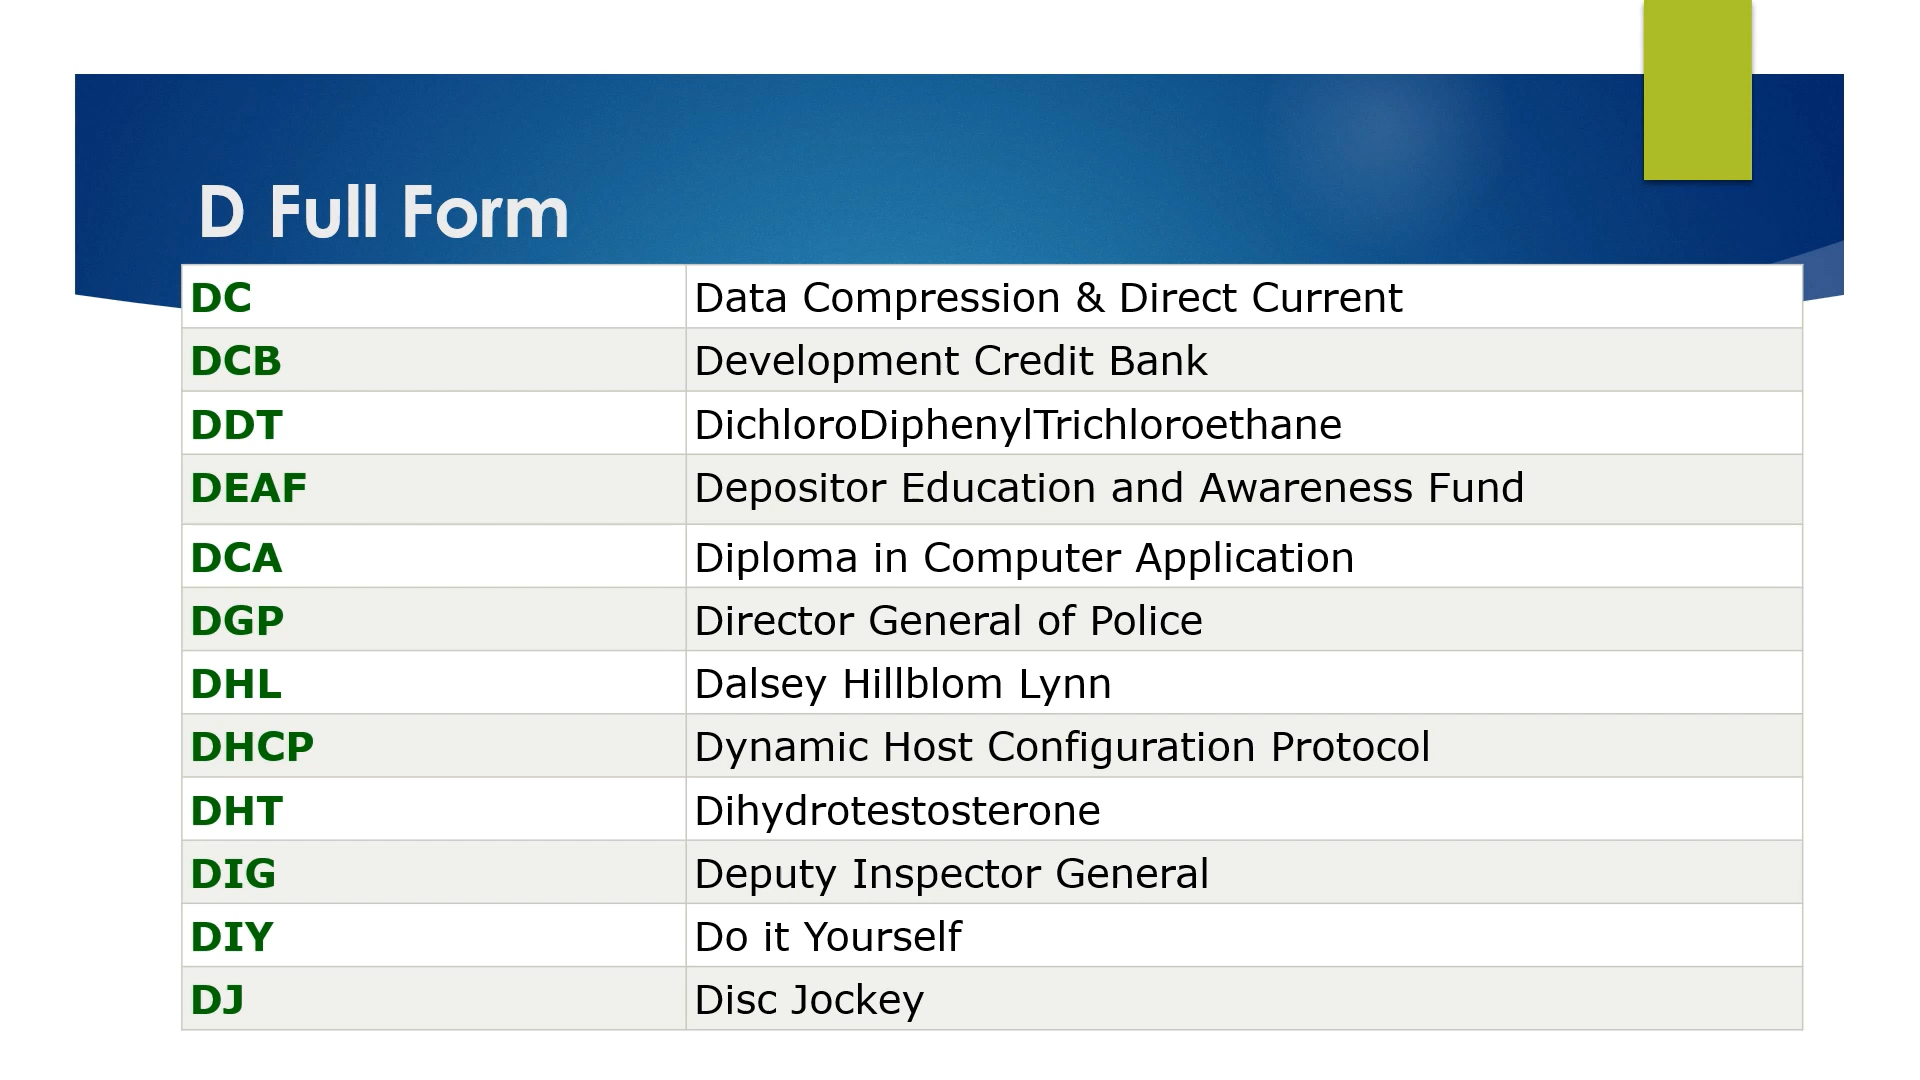 D Full Form
DC Data Compression & Direct Current
DCB Development Credit Bank
DDT DichloroDiphenylTrichloroethane
DEAF Depositor Education and Awareness Fund
DCA Diploma in Computer Application
DGP Director General of Police
DHL Dalsey Hillblom Lynn
DHCP Dynamic Host Configuration Protocol
DHT Dihydrotestosterone
DIG Deputy Inspector General
DIY Do it Yourself
DJ Disc Jockey